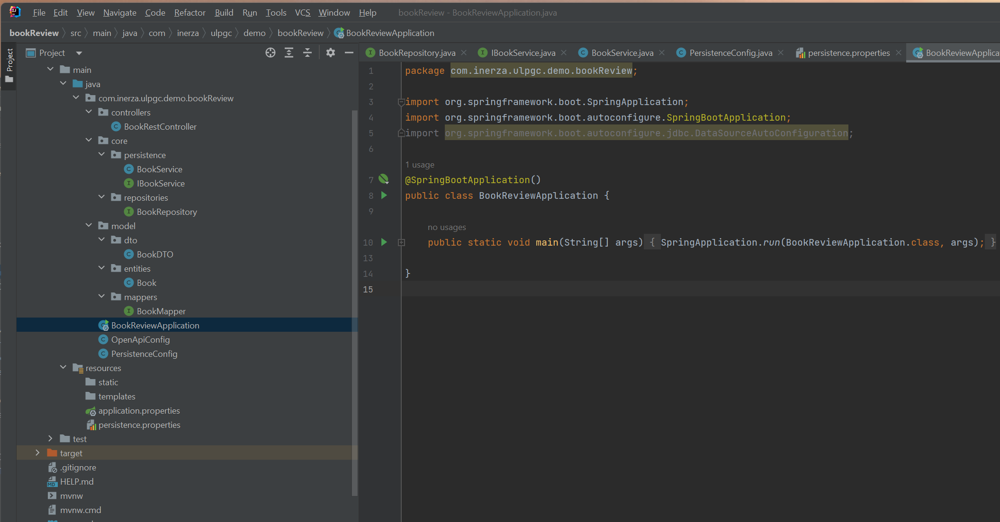 File Edit View Navigate Code Refactor Build Run Tools VCS Window Help bookReview - BookReviewApplication.java
bookReview src main java com inerza ulpgc demo bookReview BookReviewApplication
Project
Project
main
java
com.inerza.ulpgc.demo.bookReview
controllers
BookRestController
core
persistence
BookService
IBookService
repositories
BookRepository
model
dto
BookDTO
entities
Book
mappers
BookMapper
BookReviewApplication
OpenApiConfig
PersistenceConfig
resources
static
templates
application.properties
persistence.properties
test
target
.gitignore
HELP.md
mvnw
mvnw.cmd
BookRepository.java IBookService.java BookService.java PersistenceConfig.java persistence.properties BookReviewApplica
1 package com.inerza.ulpgc.demo.bookReview;
2
3 import org.springframework.boot.SpringApplication;
4 import org.springframework.boot.autoconfigure.SpringBootApplication;
5 import org.springframework.boot.autoconfigure.jdbc.DataSourceAutoConfiguration;
6
1 usage
7 @SpringBootApplication()
8 public class BookReviewApplication {
9
no usages
10 public static void main(String[] args) { SpringApplication.run(BookReviewApplication.class, args); }
13
14 }
15